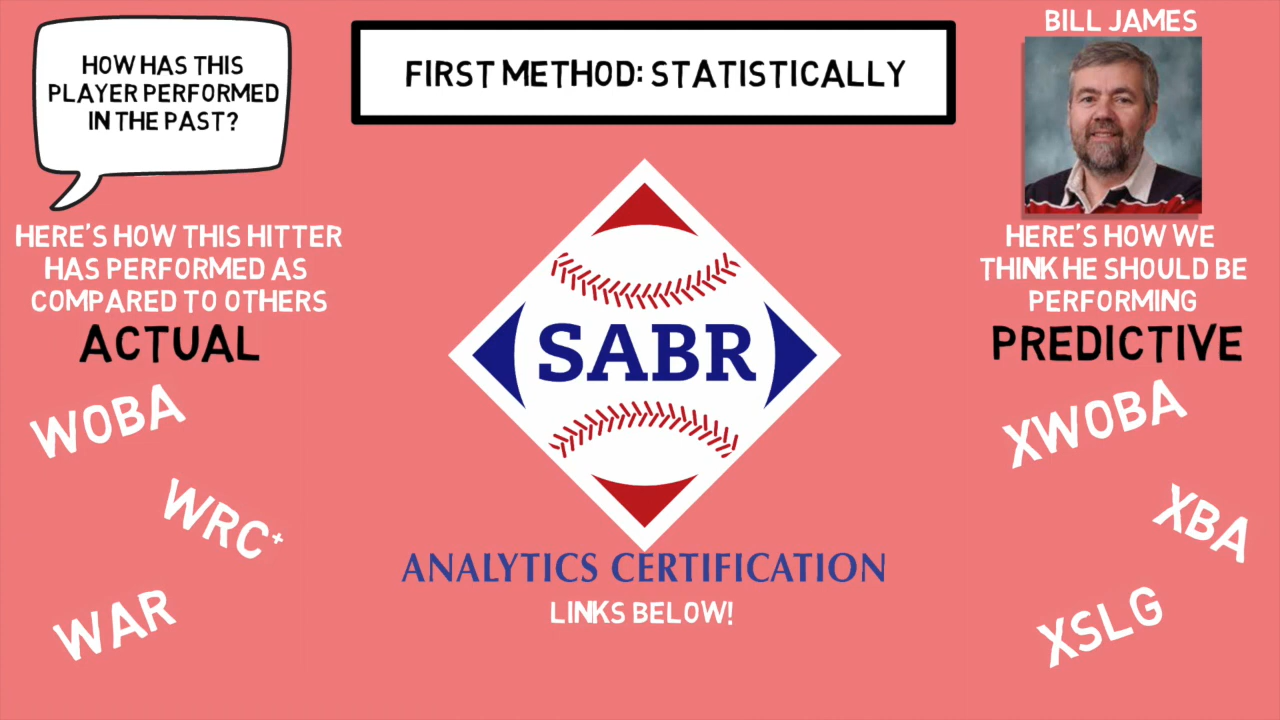 HOW HAS THIS
PLAYER PERFORMED
IN THE PAST?
FIRST METHOD: STATISTICALLY
BILL JAMES
HERE'S HOW THIS HITTER
HAS PERFORMED AS
COMPARED TO OTHERS
ACTUAL
WOBA
WRC+
WAR
SABR
ANALYTICS CERTIFICATION
LINKS BELOW!
HERE'S HOW WE
THINK HE SHOULD BE
PERFORMING
PREDICTIVE
XWOBA
XBA
XSLG